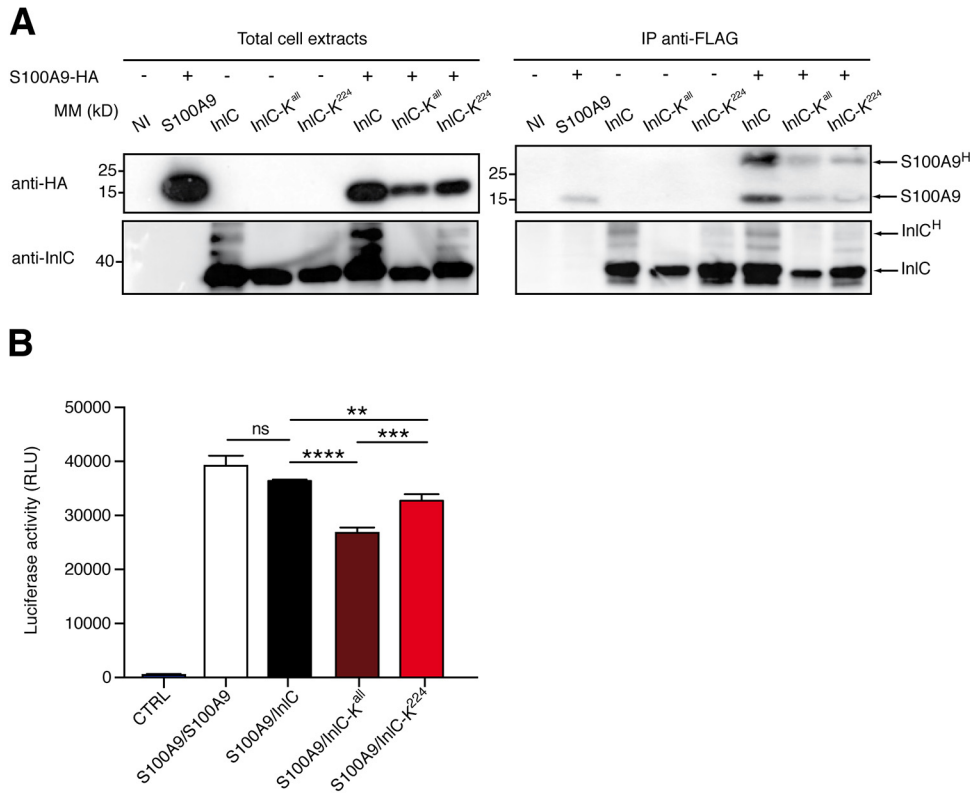 A
Total cell extracts
IP anti-FLAG
S100A9-HA - + - - - + + + - + - - - + + +
MM (kD) NI S100A9 InlC InlC-K^all InlC-K^224 InlC InlC-K^all InlC-K^224 NI S100A9 InlC InlC-K^all InlC-K^224 InlC InlC-K^all InlC-K^224
anti-HA 25 15 25 15 S100A9^H S100A9
anti-InlC 40 InlC^H InlC
B
50000
40000
30000
20000
10000
0
Luciferase activity (RLU)
**
ns
***
****
CTRL
S100A9/S100A9
S100A9/InlC
S100A9/InlC-K^all
S100A9/InlC-K^224